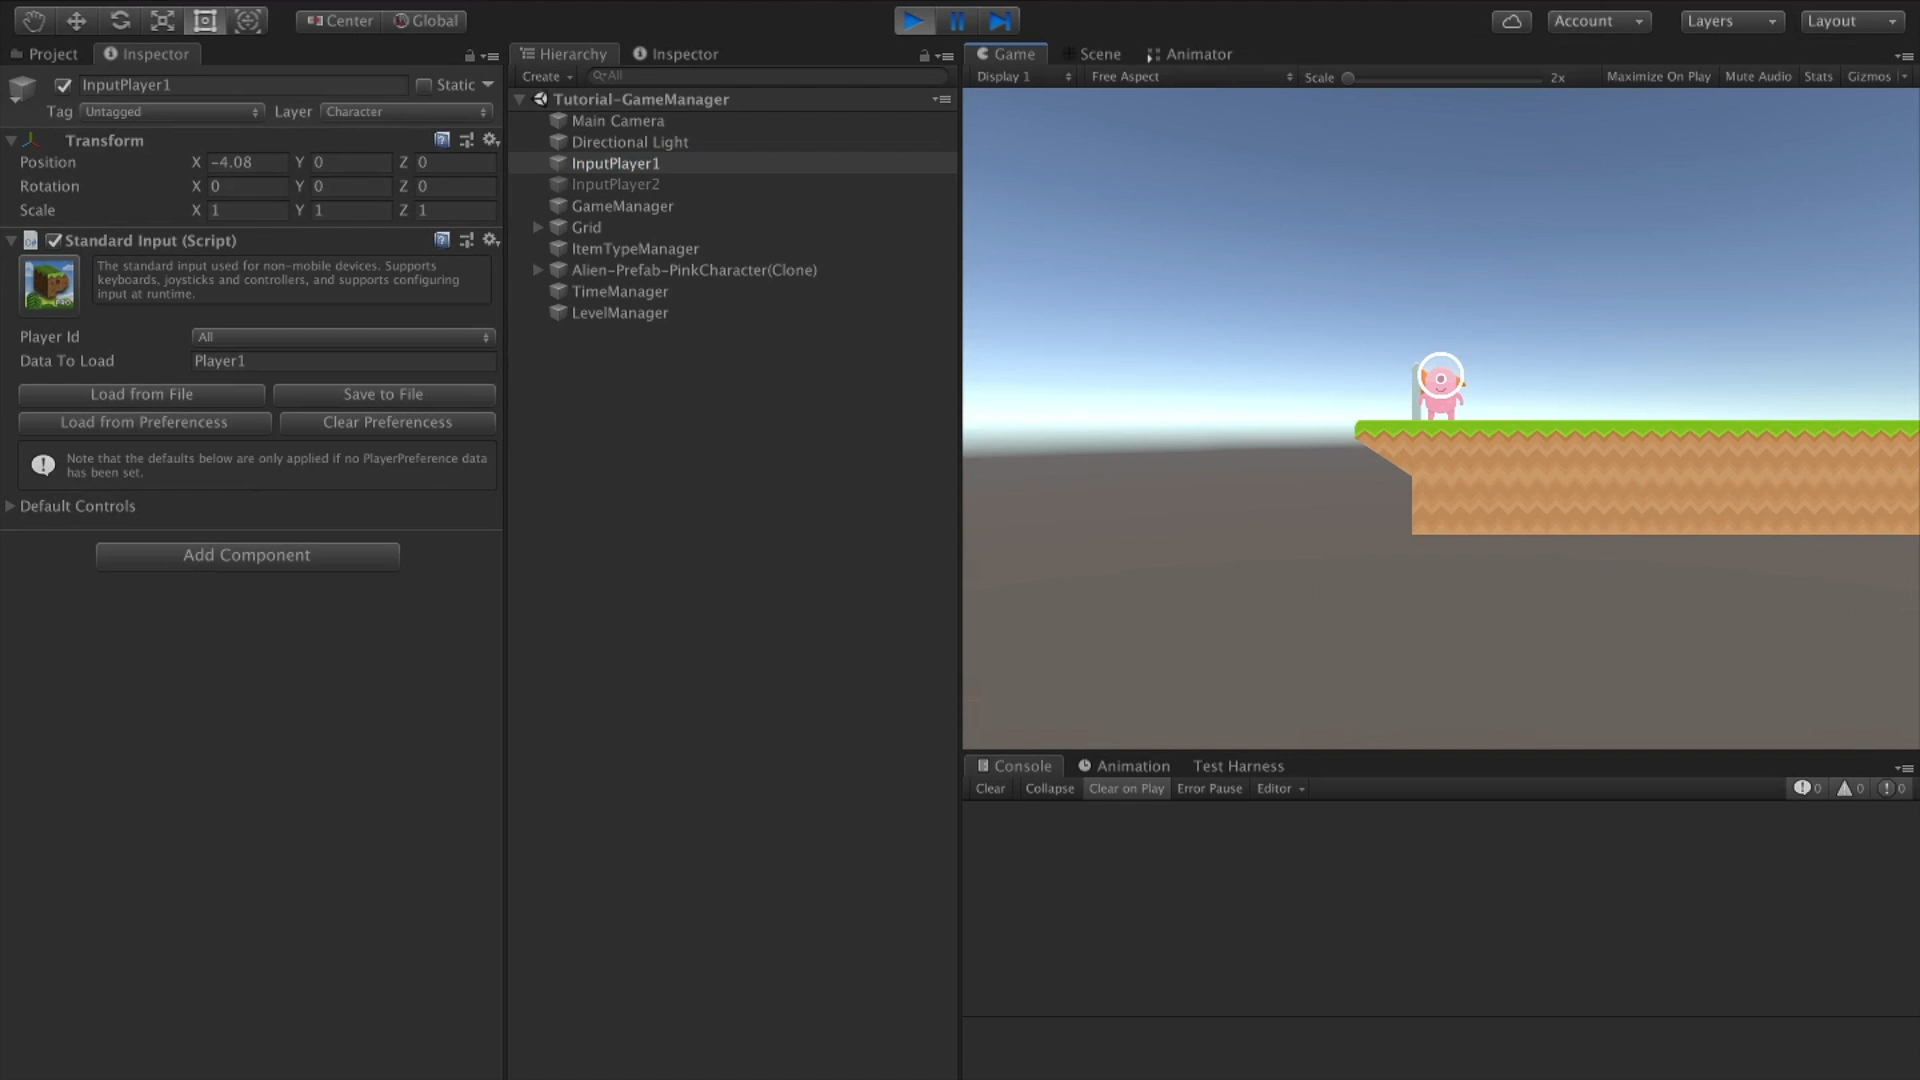 Center Global
Account Layers Layout
Project Inspector
InputPlayer1 Static
Tag Untagged Layer Character
Transform
Position X -4.08 Y 0 Z 0
Rotation X 0 Y 0 Z 0
Scale X 1 Y 1 Z 1
Standard Input (Script)
The standard input used for non-mobile devices. Supports
keyboards, joysticks and controllers, and supports configuring
input at runtime.
Player Id All
Data To Load Player1
Load from File Save to File
Load from Preferencess Clear Preferencess
Note that the defaults below are only applied if no PlayerPreference data
has been set.
Default Controls
Add Component
Hierarchy Inspector
Create All
Tutorial-GameManager
Main Camera
Directional Light
InputPlayer1
InputPlayer2
GameManager
Grid
ItemTypeManager
Alien-Prefab-PinkCharacter(Clone)
TimeManager
LevelManager
Game Scene Animator
Display 1 Free Aspect Scale 2x Maximize On Play Mute Audio Stats Gizmos
Console Animation Test Harness
Clear Collapse Clear on Play Error Pause Editor 0 0 0